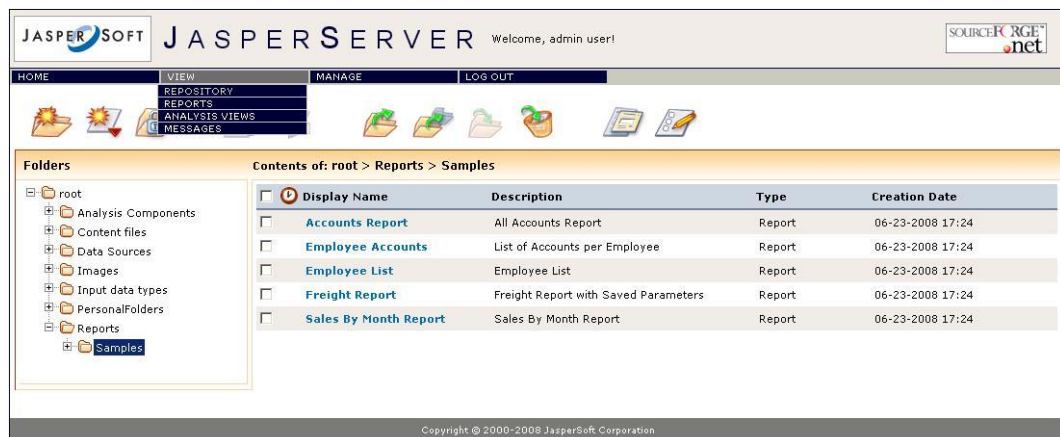 JASPERSOFT JASPERSERVER Welcome, admin user! SOURCEFORGE™ .net
HOME VIEW MANAGE LOG OUT
REPOSITORY
REPORTS
ANALYSIS VIEWS
MESSAGES
Folders
root
Analysis Components
Content files
Data Sources
Images
Input data types
PersonalFolders
Reports
Samples
Contents of: root > Reports > Samples
Display Name Description Type Creation Date
Accounts Report All Accounts Report Report 06-23-2008 17:24
Employee Accounts List of Accounts per Employee Report 06-23-2008 17:24
Employee List Employee List Report 06-23-2008 17:24
Freight Report Freight Report with Saved Parameters Report 06-23-2008 17:24
Sales By Month Report Sales By Month Report Report 06-23-2008 17:24
Copyright © 2000-2008 JasperSoft Corporation